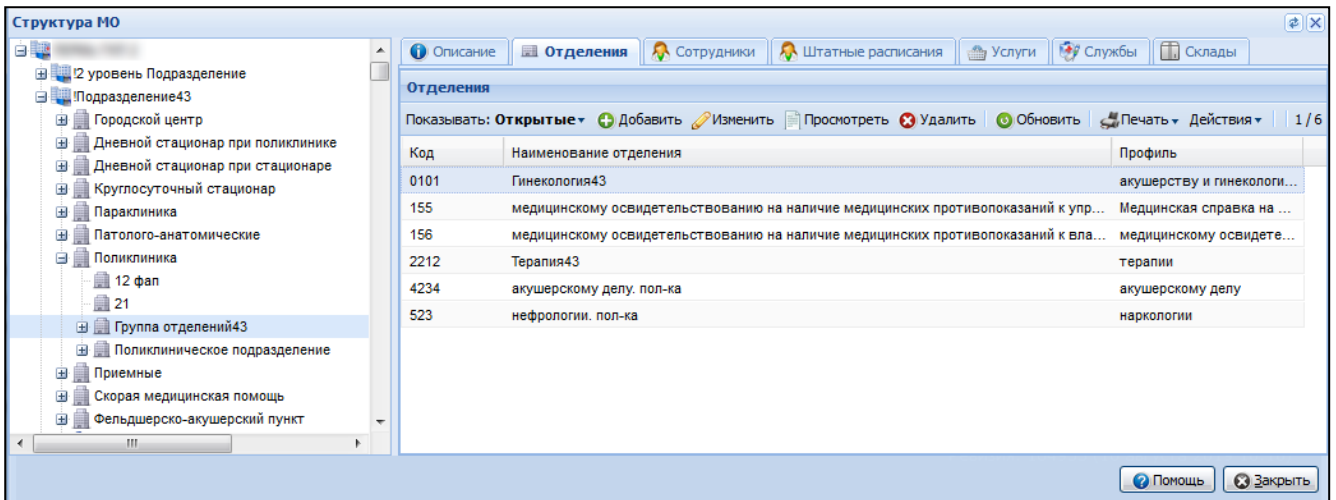 Структура МО
!2 уровень Подразделение
!Подразделение43
Городской центр
Дневной стационар при поликлинике
Дневной стационар при стационаре
Круглосуточный стационар
Параклиника
Патолого-анатомические
Поликлиника
12 фап
21
Группа отделений43
Поликлиническое подразделение
Приемные
Скорая медицинская помощь
Фельдшерско-акушерский пункт
Описание Отделения Сотрудники Штатные расписания Услуги Службы Склады
Отделения
Показывать: Открытые Добавить Изменить Просмотреть Удалить Обновить Печать Действия 1 / 6
Код Наименование отделения Профиль
0101 Гинекология43 акушерству и гинекологи...
155 медицинскому освидетельствованию на наличие медицинских противопоказаний к упр... Медцинская справка на ...
156 медицинскому освидетельствованию на наличие медицинских противопоказаний к вла... медицинскому освидете...
2212 Терапия43 терапии
4234 акушерскому делу. пол-ка акушерскому делу
523 нефрологии. пол-ка наркологии
Помощь Закрыть